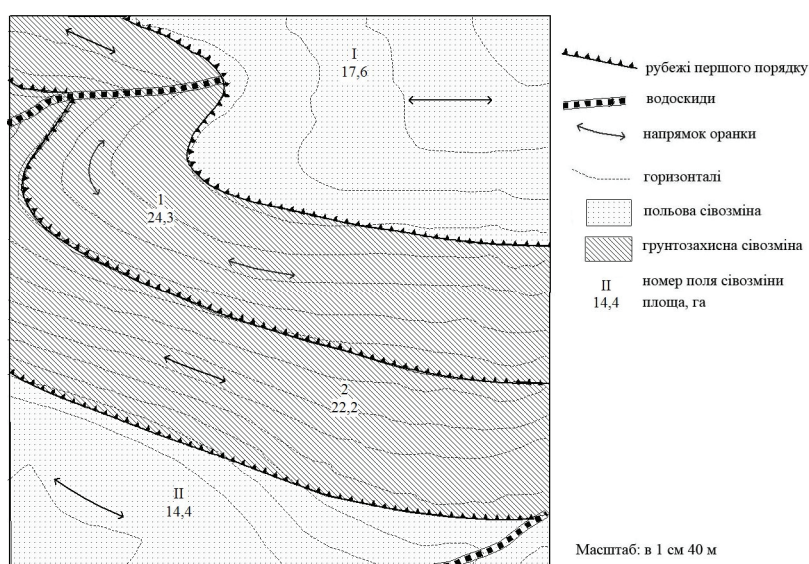 I
17,6
1
24,3
2
22,2
II
14,4
рубежі першого порядку
водоскиди
напрямок оранки
горизонталі
польова сівозміна
грунтозахисна сівозміна
II
14,4
номер поля сівозміни
площа, га
Масштаб: в 1 см 40 м